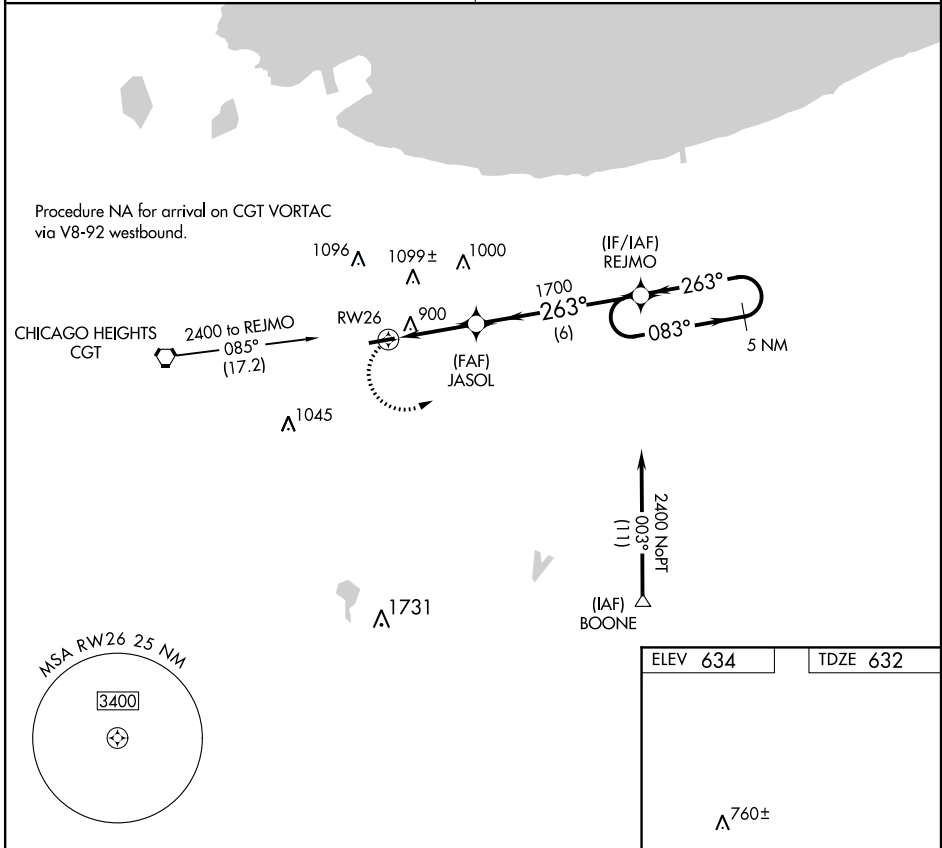 Procedure NA for arrival on CGT VORTAC
via V8-92 westbound.
1096
1099±
1000
(IF/IAF)
REJMO
1700
263°
(6)
263°
083°
5 NM
CHICAGO HEIGHTS
CGT
2400 to REJMO
085°
(17.2)
RW26
900
(FAF)
JASOL
1045
2400 NoPT
003°
(11)
(IAF)
BOONE
1731
MSA RW26 25 NM
3400
ELEV 634
TDZE 632
760±